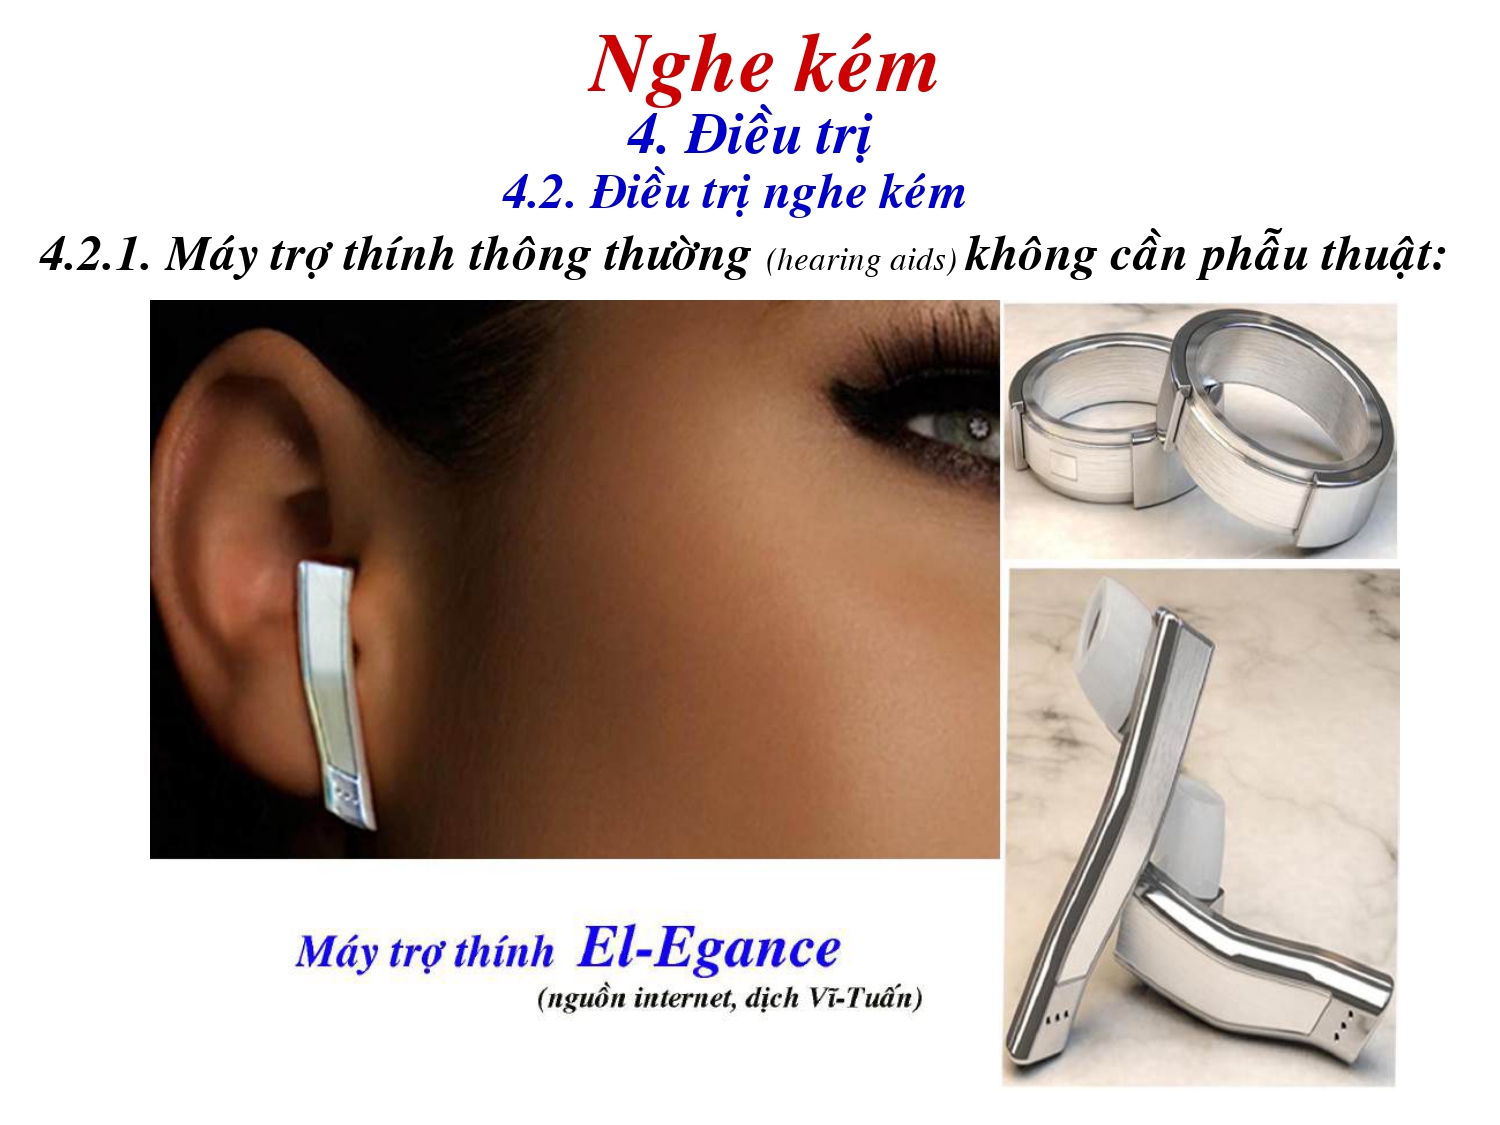 Nghe kém
4. Điều trị
4.2. Điều trị nghe kém
4.2.1. Máy trợ thính thông thường (hearing aids) không cần phẫu thuật:
Máy trợ thính El-Egance
(nguồn internet, dịch Vĩ-Tuấn)